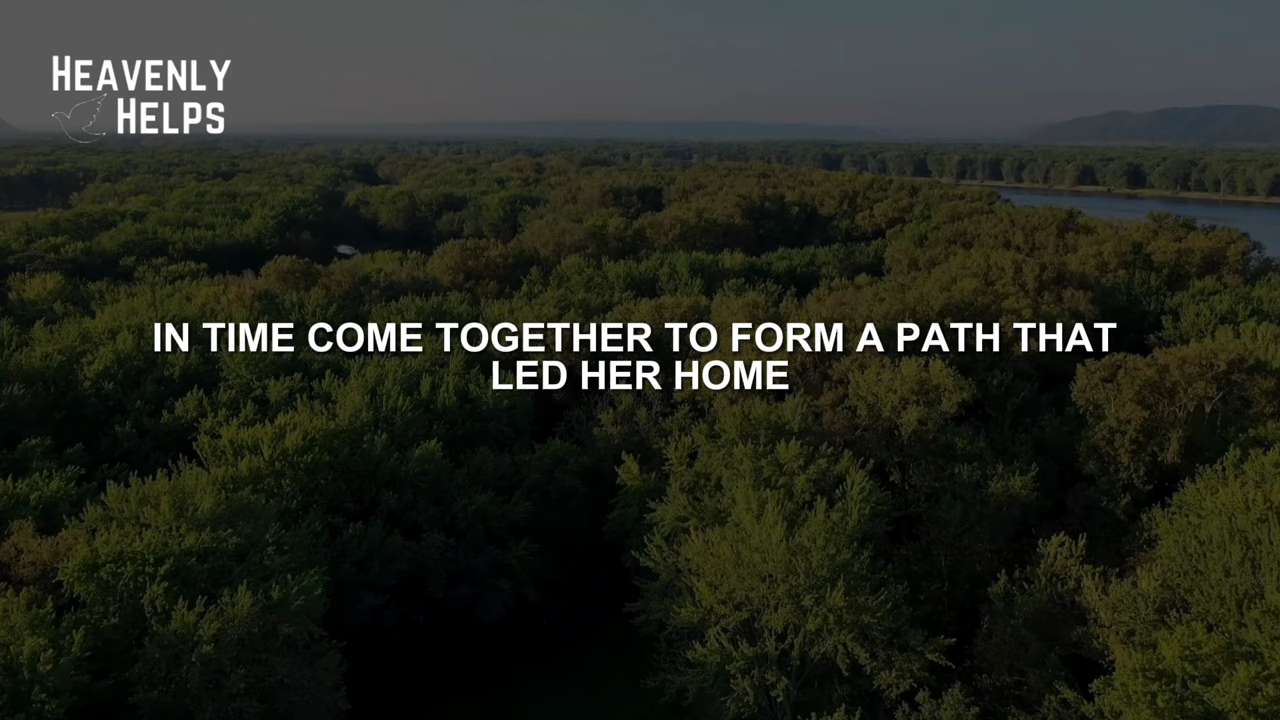 HEAVENLY
HELPS
IN TIME COME TOGETHER TO FORM A PATH THAT
LED HER HOME